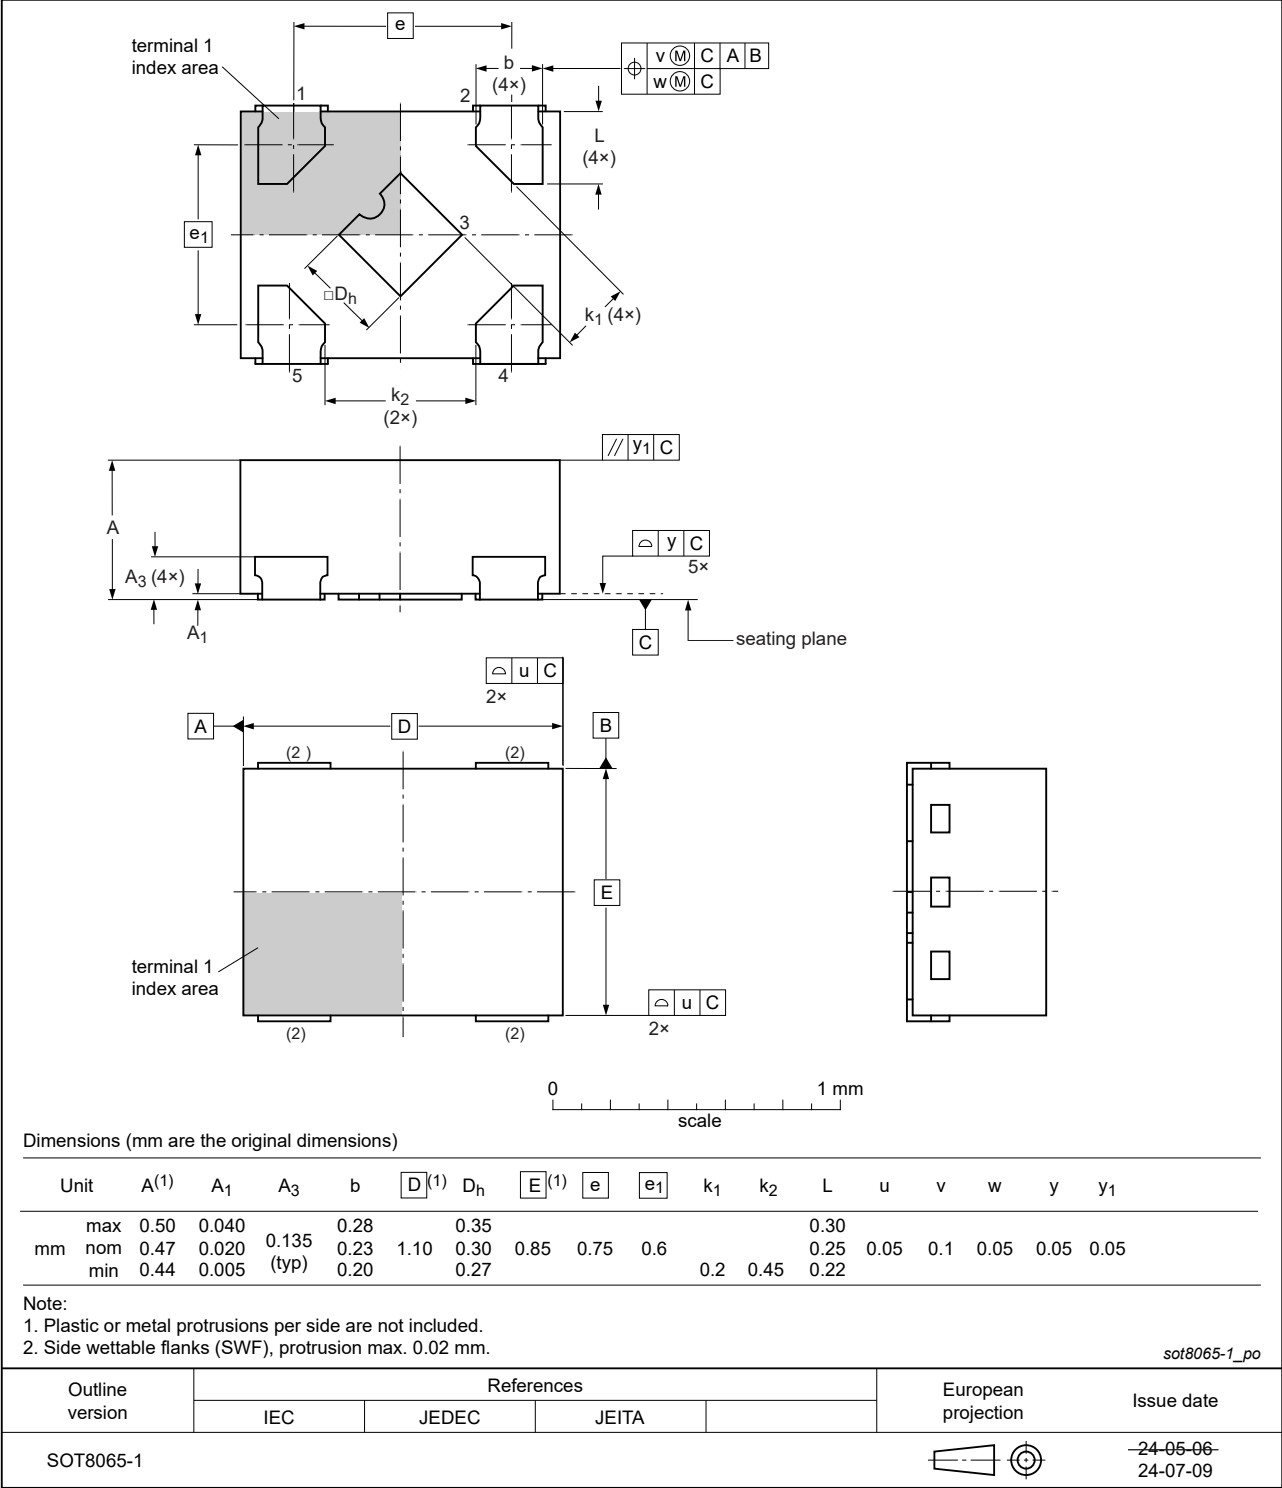 e
terminal 1
index area
b
(4×)
v Ⓜ C A B
w Ⓜ C
1
2
L
(4×)
e1
3
□Dh
k1 (4×)
5
4
k2
(2×)
// y1 C
A
A3 (4×)
A1
⌓ y C
5×
C
seating plane
⌓ u C
2×
A
D
B
(2 )
(2)
E
terminal 1
index area
⌓ u C
2×
(2)
(2)
0 1 mm
scale
Dimensions (mm are the original dimensions)
Unit A(1) A1 A3 b D(1) Dh E(1) e e1 k1 k2 L u v w y y1
max 0.50 0.040 0.28 0.35 0.30
mm nom 0.47 0.020 0.135 (typ) 0.23 1.10 0.30 0.85 0.75 0.6 0.25 0.05 0.1 0.05 0.05 0.05
min 0.44 0.005 0.20 0.27 0.2 0.45 0.22
Note:
1. Plastic or metal protrusions per side are not included.
2. Side wettable flanks (SWF), protrusion max. 0.02 mm.
sot8065-1_po
Outline
version
References
IEC JEDEC JEITA
European
projection
Issue date
SOT8065-1
24-05-06
24-07-09